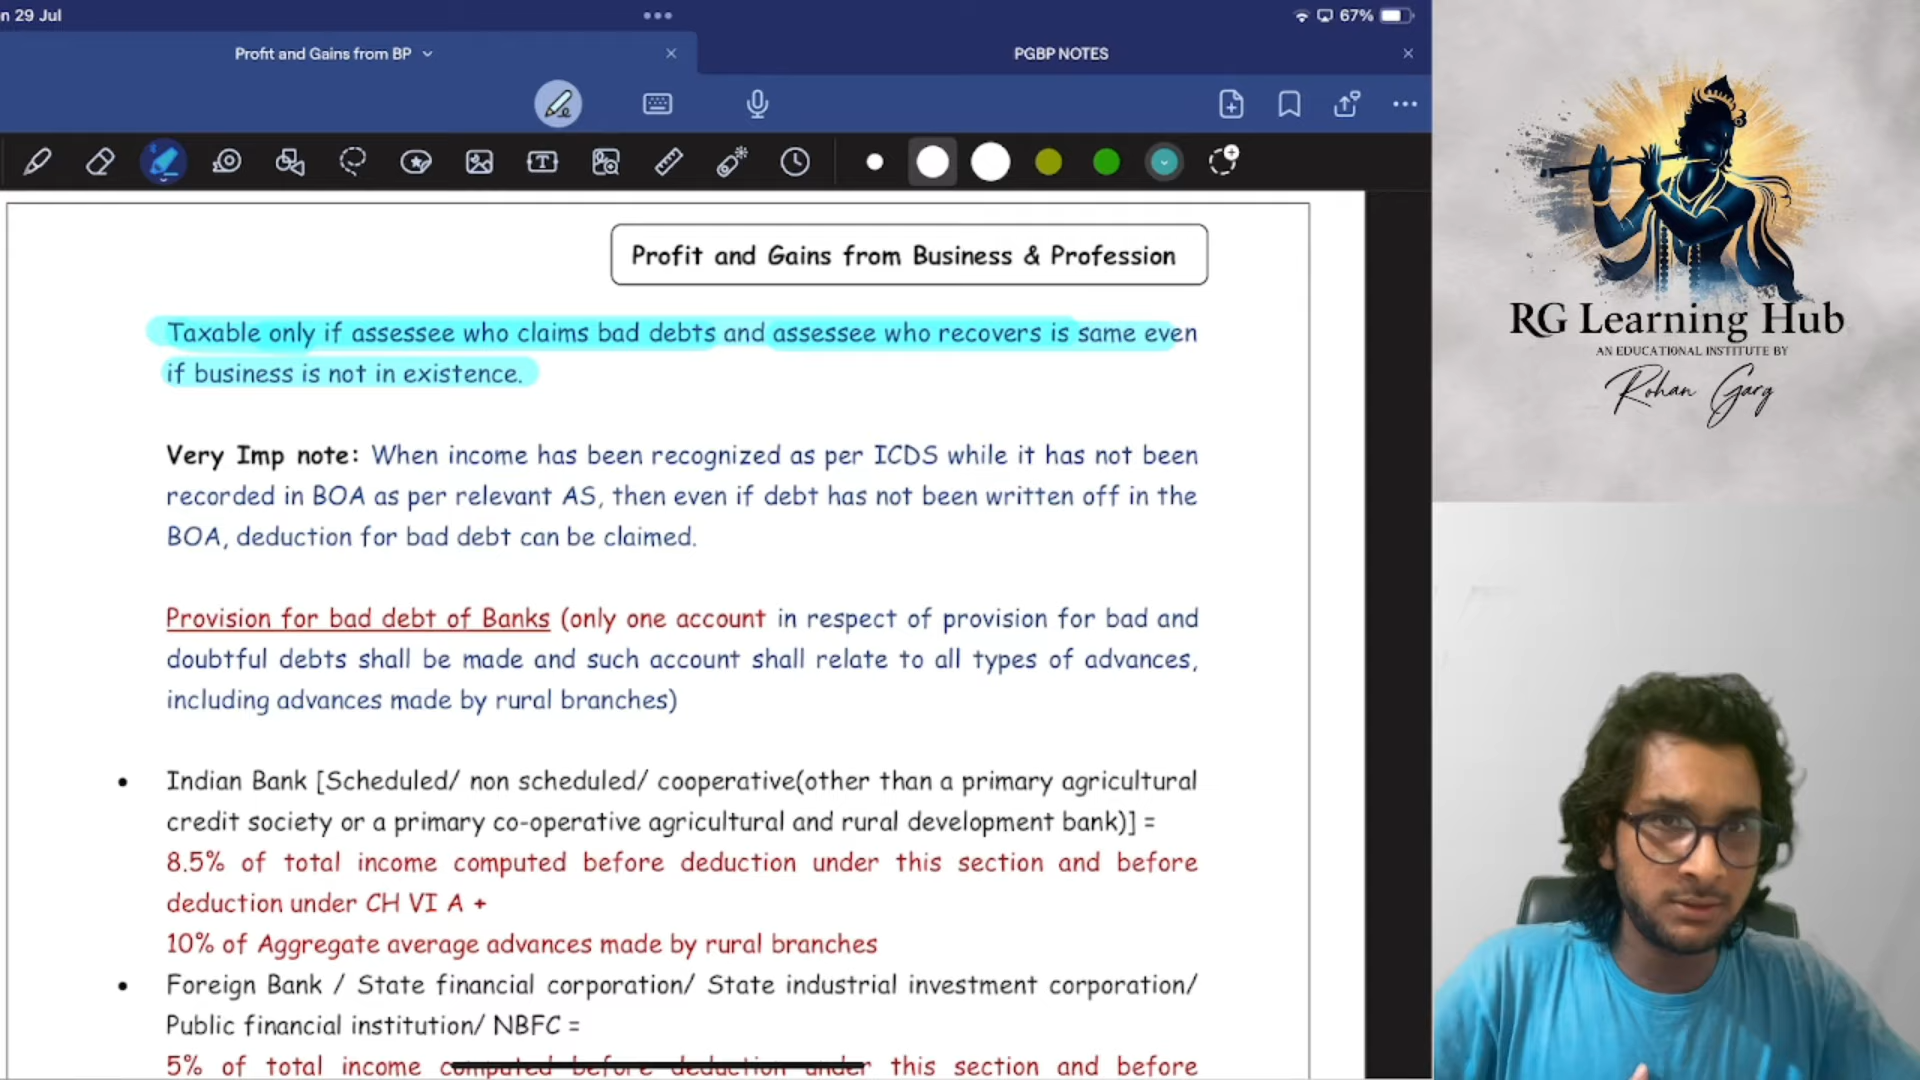 n 29 Jul
67%
Profit and Gains from BP
PGBP NOTES
Profit and Gains from Business & Profession
Taxable only if assessee who claims bad debts and assessee who recovers is same even
if business is not in existence.
Very Imp note: When income has been recognized as per ICDS while it has not been
recorded in BOA as per relevant AS, then even if debt has not been written off in the
BOA, deduction for bad debt can be claimed.
Provision for bad debt of Banks (only one account in respect of provision for bad and
doubtful debts shall be made and such account shall relate to all types of advances,
including advances made by rural branches)
• Indian Bank [Scheduled/ non scheduled/ cooperative(other than a primary agricultural
credit society or a primary co-operative agricultural and rural development bank)] =
8.5% of total income computed before deduction under this section and before
deduction under CH VI A +
10% of Aggregate average advances made by rural branches
• Foreign Bank / State financial corporation/ State industrial investment corporation/
Public financial institution/ NBFC =
5% of total income computed before deduction under this section and before
RG Learning Hub
AN EDUCATIONAL INSTITUTE BY
Rohan Garg